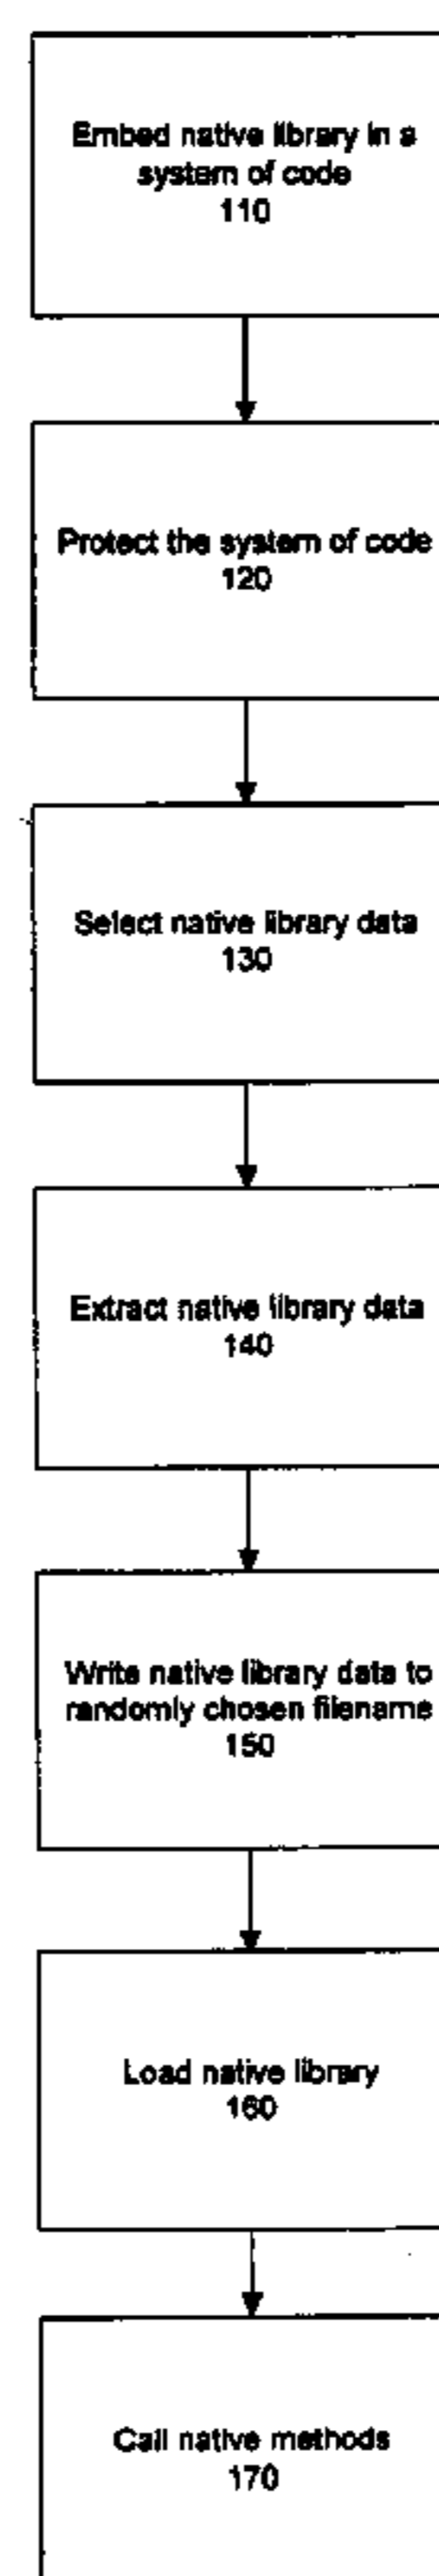 Embed native library in a
system of code
110
Protect the system of code
120
Select native library data
130
Extract native library data
140
Write native library data to
randomly chosen filename
150
Load native library
160
Call native methods
170